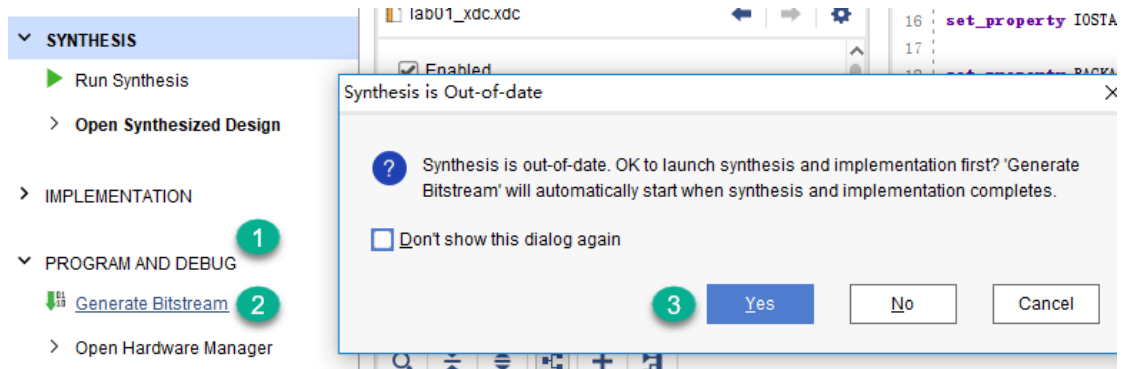 SYNTHESIS
Run Synthesis
Open Synthesized Design
IMPLEMENTATION
1
PROGRAM AND DEBUG
Generate Bitstream 2
Open Hardware Manager
lab01_xdc.xdc
Enabled
16 set_property IOSTA
17
18 set_property PACKA
Synthesis is Out-of-date
Synthesis is out-of-date. OK to launch synthesis and implementation first? 'Generate
Bitstream' will automatically start when synthesis and implementation completes.
Don't show this dialog again
3 Yes No Cancel